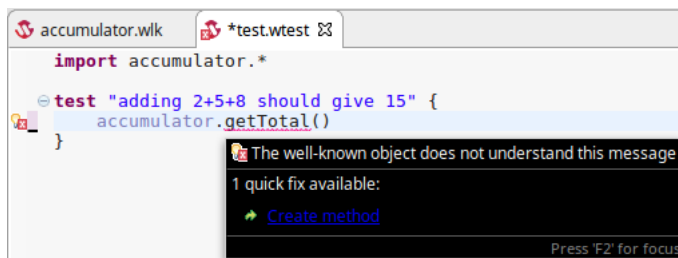 accumulator.wlk
*test.wtest
import accumulator.*
test "adding 2+5+8 should give 15" {
accumulator.getTotal()
}
The well-known object does not understand this message
1 quick fix available:
Create method
Press 'F2' for focus